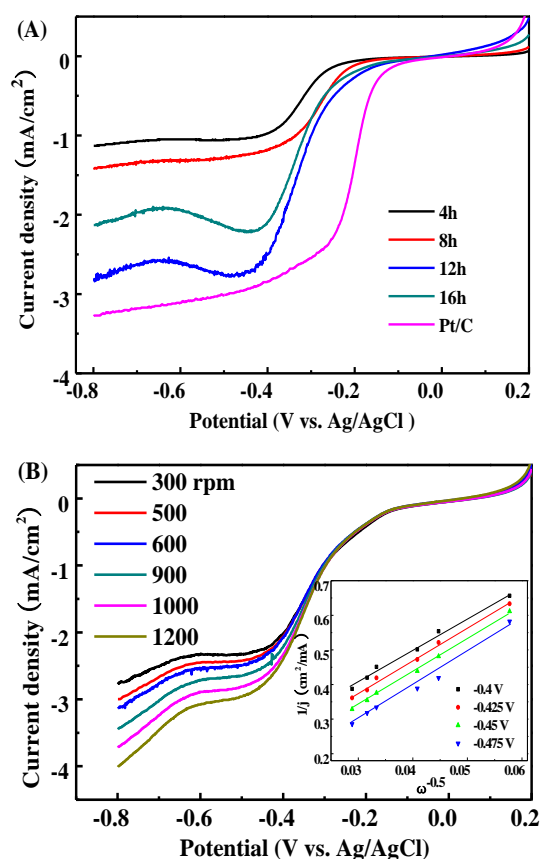 (A)
0
-1
-2
-3
-4
Current density (mA/cm²)
4h
8h
12h
16h
Pt/C
-0.8 -0.6 -0.4 -0.2 0.0 0.2
Potential (V vs. Ag/AgCl )
(B)
0
-1
-2
-3
-4
Current density (mA/cm²)
300 rpm
500
600
900
1000
1200
0.7
0.6
0.5
0.4
0.3
0.2
1/j (cm²/mA)
-0.4 V
-0.425 V
-0.45 V
-0.475 V
0.03 0.04 0.05 0.06
ω-0.5
-0.8 -0.6 -0.4 -0.2 0.0 0.2
Potential (V vs. Ag/AgCl)